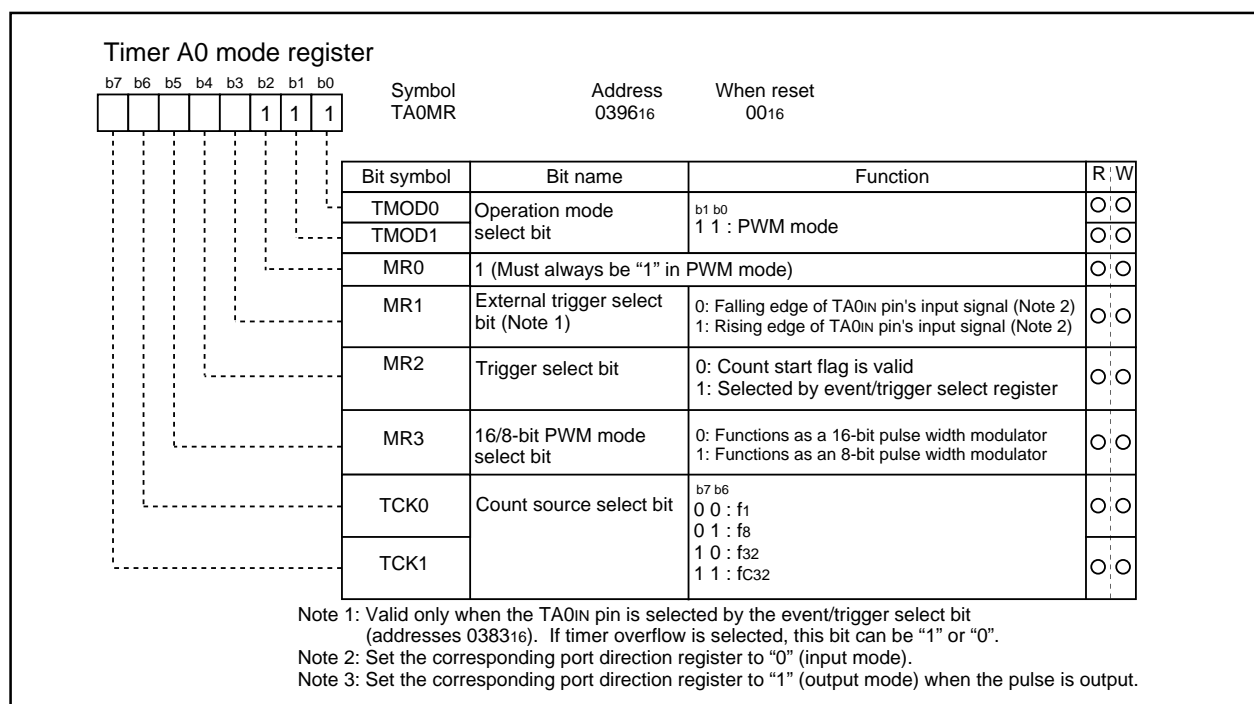 Timer A0 mode register
b7 b6 b5 b4 b3 b2 b1 b0
Symbol Address When reset
TA0MR 039616 0016
1 1 1
Bit symbol Bit name Function R W
TMOD0 Operation mode select bit
b1 b0
1 1 : PWM mode
TMOD1
MR0 1 (Must always be “1” in PWM mode)
MR1 External trigger select
bit (Note 1)
0: Falling edge of TA0IN pin's input signal (Note 2)
1: Rising edge of TA0IN pin's input signal (Note 2)
MR2 Trigger select bit
0: Count start flag is valid
1: Selected by event/trigger select register
MR3 16/8-bit PWM mode
select bit
0: Functions as a 16-bit pulse width modulator
1: Functions as an 8-bit pulse width modulator
TCK0 Count source select bit
b7 b6
0 0 : f1
0 1 : f8
1 0 : f32
1 1 : fC32
TCK1
Note 1: Valid only when the TA0IN pin is selected by the event/trigger select bit
(addresses 038316). If timer overflow is selected, this bit can be “1” or “0”.
Note 2: Set the corresponding port direction register to “0” (input mode).
Note 3: Set the corresponding port direction register to “1” (output mode) when the pulse is output.